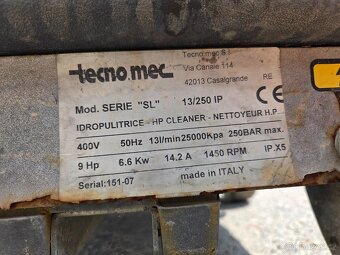 tecno.mec
Tecno mec S.r.l
Via Canale 114
42013 Casalgrande RE
Mod. SERIE "SL" 13/250 IP CE
IDROPULITRICE - HP CLEANER - NETTOYEUR H.P
400V 50Hz 13l/min25000Kpa 250BAR max.
9 Hp 6.6 Kw 14.2 A 1450 RPM IP.X5
Serial:151-07 made in ITALY